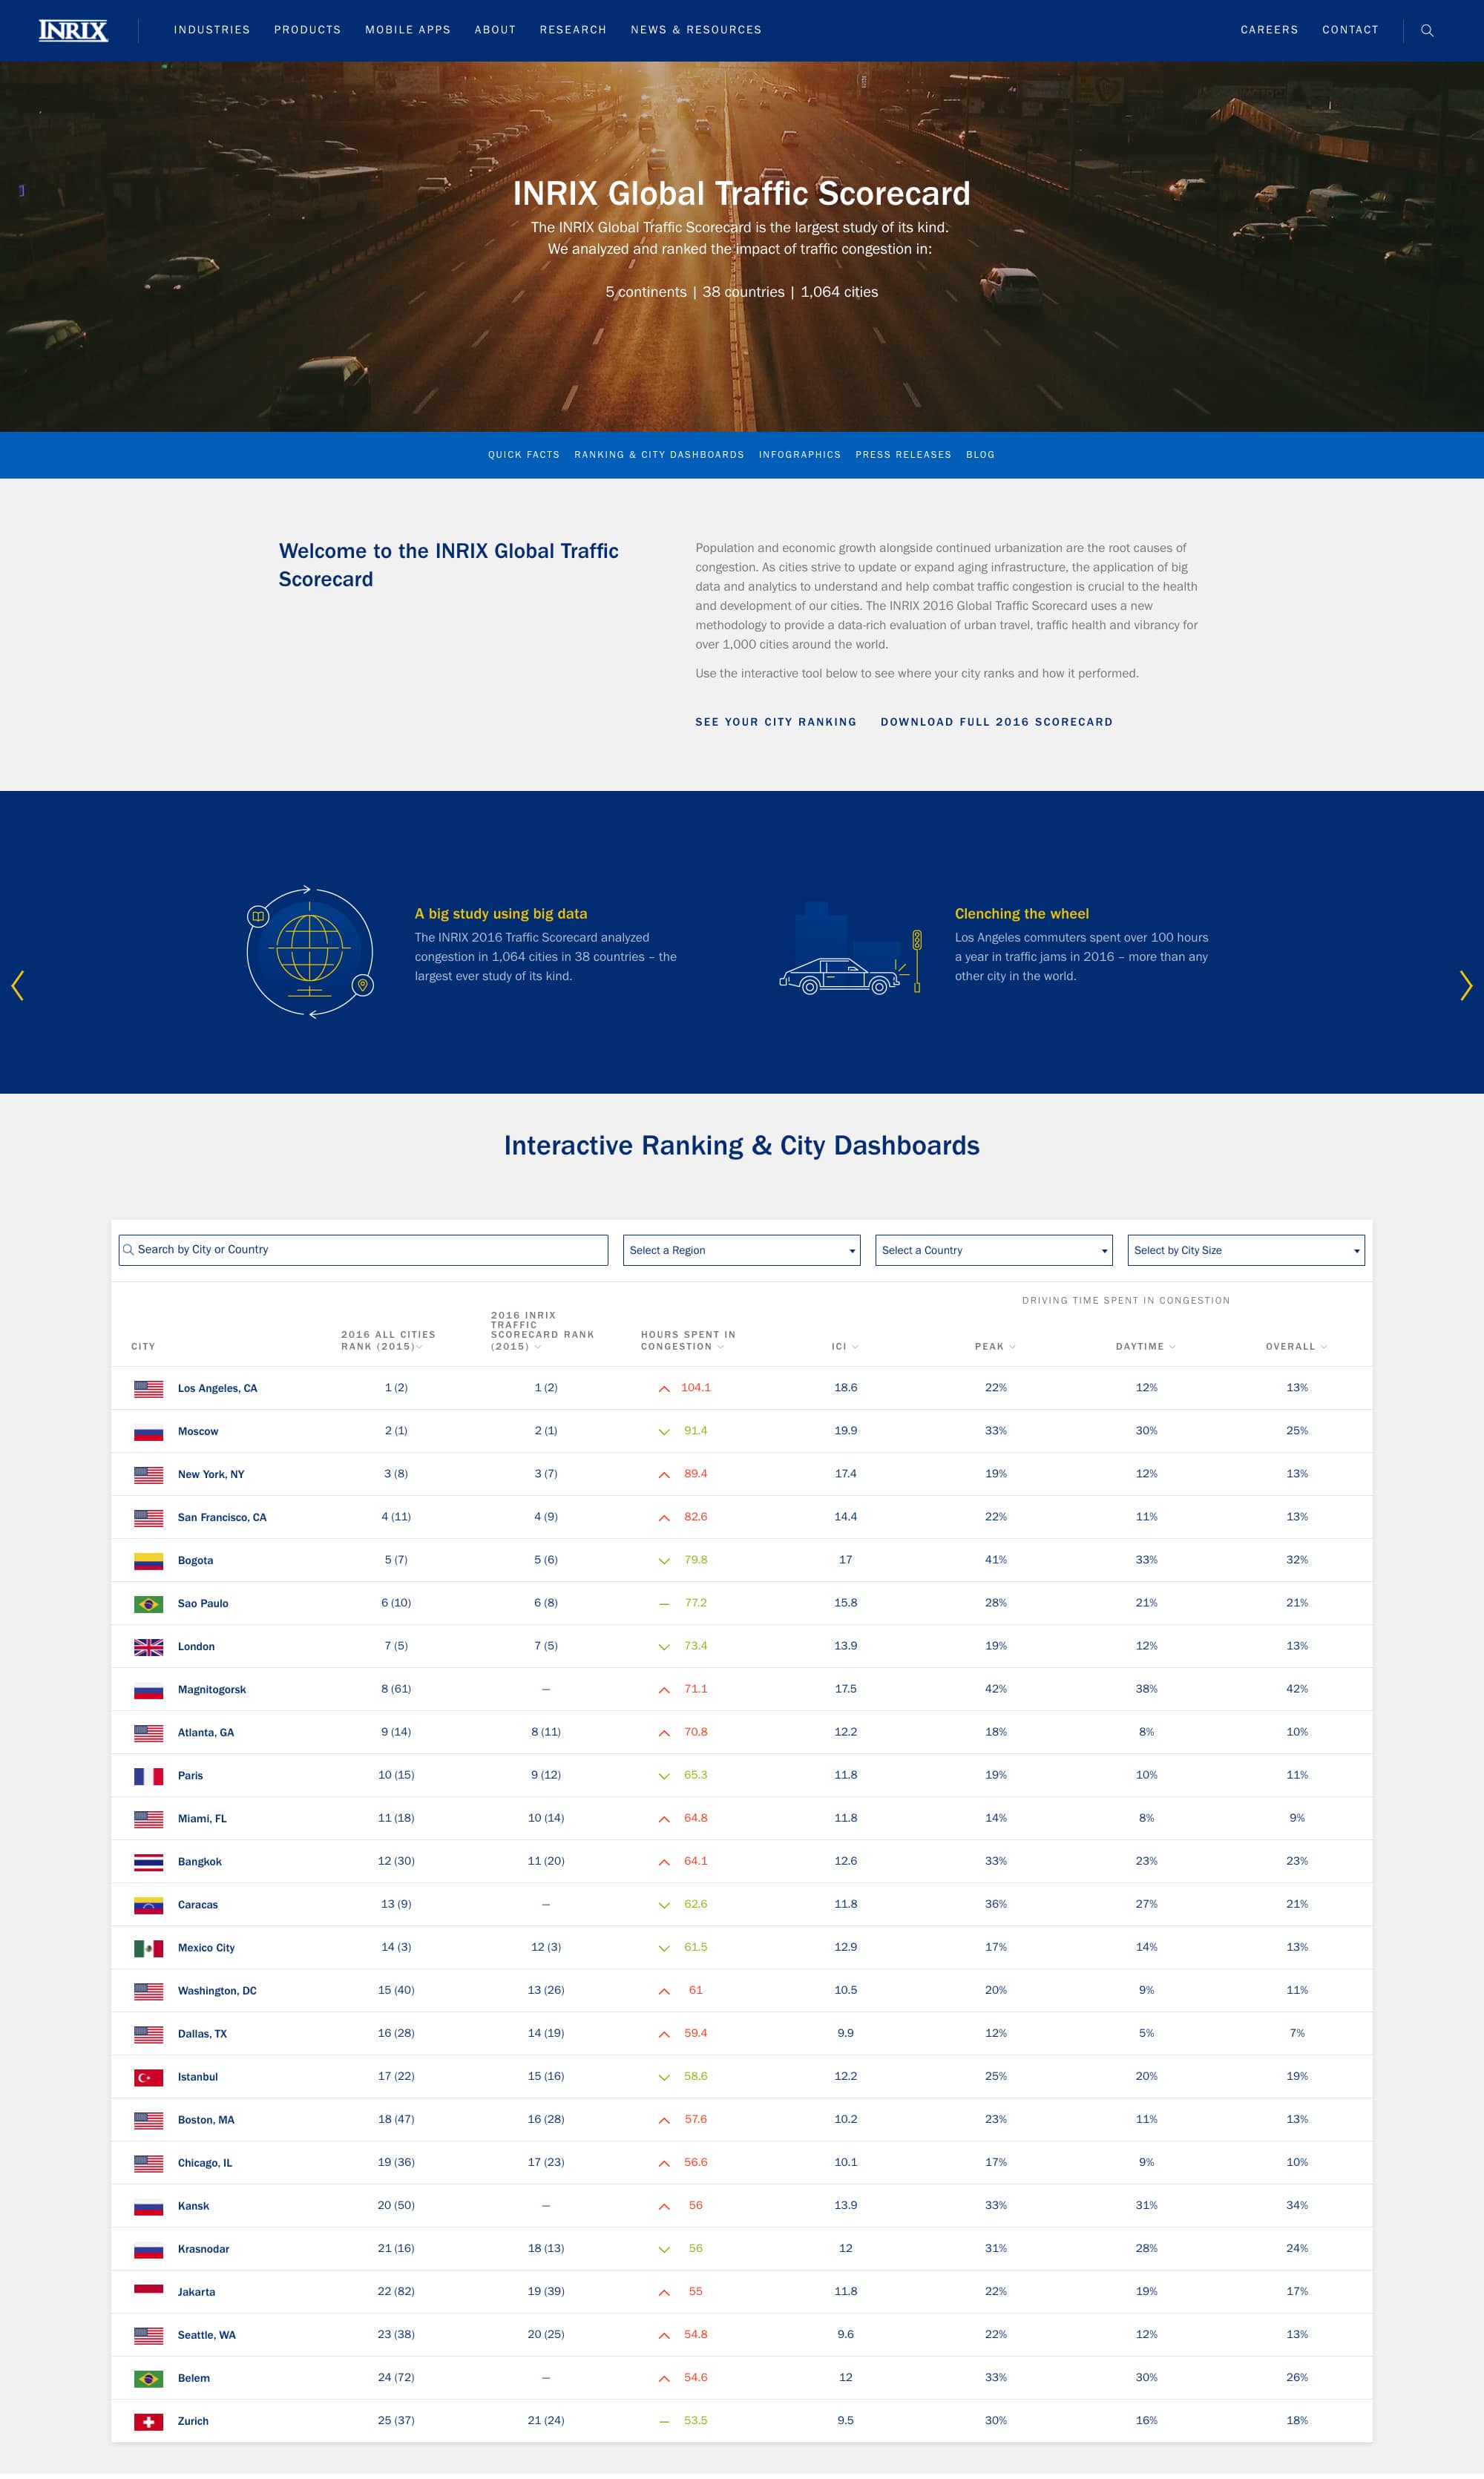 INRIX
INDUSTRIES PRODUCTS MOBILE APPS ABOUT RESEARCH NEWS & RESOURCES CAREERS CONTACT
INRIX Global Traffic Scorecard
The INRIX Global Traffic Scorecard is the largest study of its kind.
We analyzed and ranked the impact of traffic congestion in:
5 continents | 38 countries | 1,064 cities
QUICK FACTS RANKING & CITY DASHBOARDS INFOGRAPHICS PRESS RELEASES BLOG
Welcome to the INRIX Global Traffic
Scorecard
Population and economic growth alongside continued urbanization are the root causes of
congestion. As cities strive to update or expand aging infrastructure, the application of big
data and analytics to understand and help combat traffic congestion is crucial to the health
and development of our cities. The INRIX 2016 Global Traffic Scorecard uses a new
methodology to provide a data-rich evaluation of urban travel, traffic health and vibrancy for
over 1,000 cities around the world.
Use the interactive tool below to see where your city ranks and how it performed.
SEE YOUR CITY RANKING DOWNLOAD FULL 2016 SCORECARD
A big study using big data
The INRIX 2016 Traffic Scorecard analyzed
congestion in 1,064 cities in 38 countries – the
largest ever study of its kind.
Clenching the wheel
Los Angeles commuters spent over 100 hours
a year in traffic jams in 2016 – more than any
other city in the world.
Interactive Ranking & City Dashboards
Search by City or Country Select a Region Select a Country Select by City Size
DRIVING TIME SPENT IN CONGESTION
CITY
2016 ALL CITIES
RANK (2015)
2016 INRIX
TRAFFIC
SCORECARD RANK
(2015)
HOURS SPENT IN
CONGESTION
ICI PEAK DAYTIME OVERALL
Los Angeles, CA 1 (2) 1 (2) 104.1 18.6 22% 12% 13%
Moscow 2 (1) 2 (1) 91.4 19.9 33% 30% 25%
New York, NY 3 (8) 3 (7) 89.4 17.4 19% 12% 13%
San Francisco, CA 4 (11) 4 (9) 82.6 14.4 22% 11% 13%
Bogota 5 (7) 5 (6) 79.8 17 41% 33% 32%
Sao Paulo 6 (10) 6 (8) – 77.2 15.8 28% 21% 21%
London 7 (5) 7 (5) 73.4 13.9 19% 12% 13%
Magnitogorsk 8 (61) – 71.1 17.5 42% 38% 42%
Atlanta, GA 9 (14) 8 (11) 70.8 12.2 18% 8% 10%
Paris 10 (15) 9 (12) 65.3 11.8 19% 10% 11%
Miami, FL 11 (18) 10 (14) 64.8 11.8 14% 8% 9%
Bangkok 12 (30) 11 (20) 64.1 12.6 33% 23% 23%
Caracas 13 (9) – 62.6 11.8 36% 27% 21%
Mexico City 14 (3) 12 (3) 61.5 12.9 17% 14% 13%
Washington, DC 15 (40) 13 (26) 61 10.5 20% 9% 11%
Dallas, TX 16 (28) 14 (19) 59.4 9.9 12% 5% 7%
Istanbul 17 (22) 15 (16) 58.6 12.2 25% 20% 19%
Boston, MA 18 (47) 16 (28) 57.6 10.2 23% 11% 13%
Chicago, IL 19 (36) 17 (23) 56.6 10.1 17% 9% 10%
Kansk 20 (50) – 56 13.9 33% 31% 34%
Krasnodar 21 (16) 18 (13) 56 12 31% 28% 24%
Jakarta 22 (82) 19 (39) 55 11.8 22% 19% 17%
Seattle, WA 23 (38) 20 (25) 54.8 9.6 22% 12% 13%
Belem 24 (72) – 54.6 12 33% 30% 26%
Zurich 25 (37) 21 (24) – 53.5 9.5 30% 16% 18%